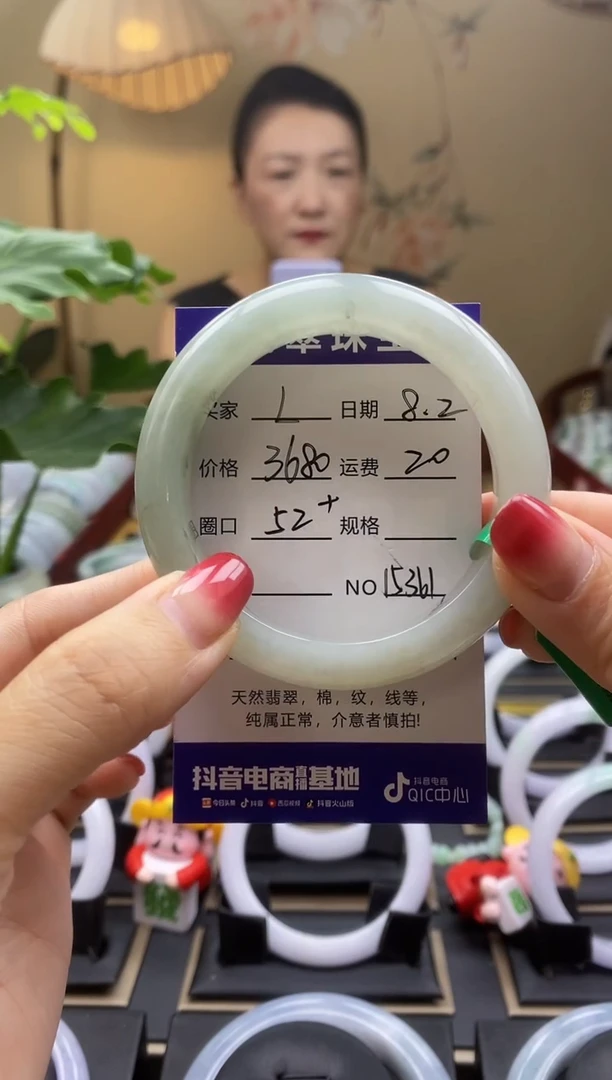 翠珠宝
买家 L 日期 8.2
价格 3680 运费 20
圈口 52+ 规格
NO 15361
天然翡翠，棉，纹，线等，
纯属正常，介意者慎拍!
抖音电商直播基地
今日头条 抖音 西瓜视频 抖音火山版
抖音电商
QIC中心